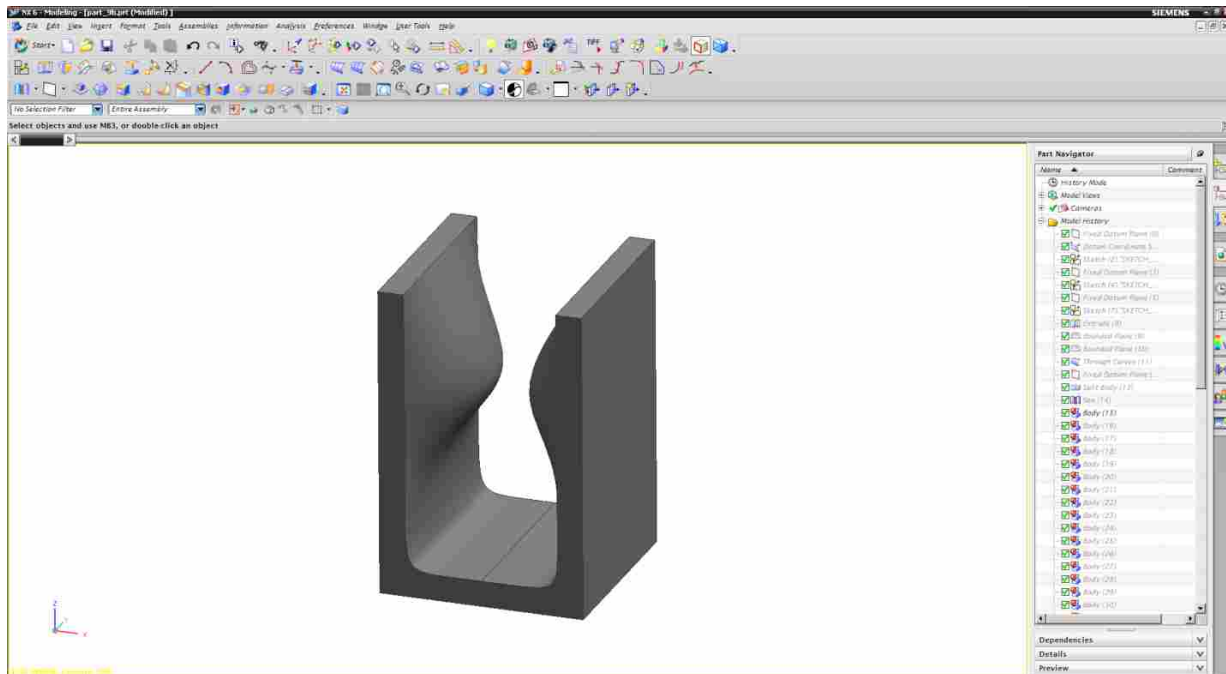 NX 6 - Modeling - [part_9b.prt (Modified) ]
SIEMENS
File Edit View Insert Format Tools Assemblies Information Analysis Preferences Window User Tools Help
Start
No Selection Filter
Entire Assembly
Select objects and use MB3, or double-click an object
Part Navigator
Name
Comment
History Mode
Model Views
Cameras
Model History
Fixed Datum Plane (0)
Datum Coordinate S...
Sketch (2) "SKETCH_...
Fixed Datum Plane (3)
Sketch (4) "SKETCH_...
Sketch (7) "SKETCH_...
Extrude (8)
Bounded Plane (9)
Bounded Plane (10)
Through Curves (11)
Fixed Datum Plane (...
Split Body (13)
Sew (14)
Body (15)
Body (16)
Body (17)
Body (18)
Body (19)
Body (20)
Body (21)
Body (22)
Body (23)
Body (24)
Body (25)
Body (26)
Body (27)
Body (28)
Body (29)
Body (30)
Z
Y
X
Dependencies
Details
Preview